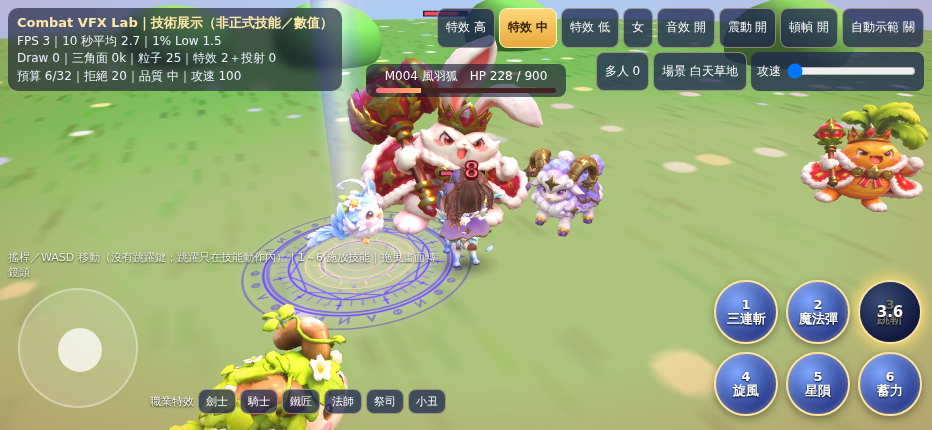 Combat VFX Lab | 技術展示（非正式技能／數值）
FPS 3｜10 秒平均 2.7｜1% Low 1.5
Draw 0｜三角面 0k｜粒子 25｜特效 2＋投射 0
預算 6/32｜拒絕 20｜品質 中｜攻速 100
特效 高
特效 中
特效 低
女
音效 開
震動 開
頓幀 開
自動示範 關
多人 0
場景 白天草地
攻速
M004 風羽狐 HP 228 / 900
8
搖桿／WASD 移動（沒有跳躍鍵；跳躍只在技能動作內）｜1～6 施放技能｜拖曳畫面轉
鏡頭
1
三連斬
2
魔法彈
3
跳斬
3.6
4
旋風
5
星隕
6
蓄力
職業特效
劍士
騎士
鐵匠
法師
祭司
小丑